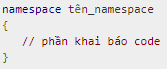 namespace tên_namespace
{
// phần khai báo code
}